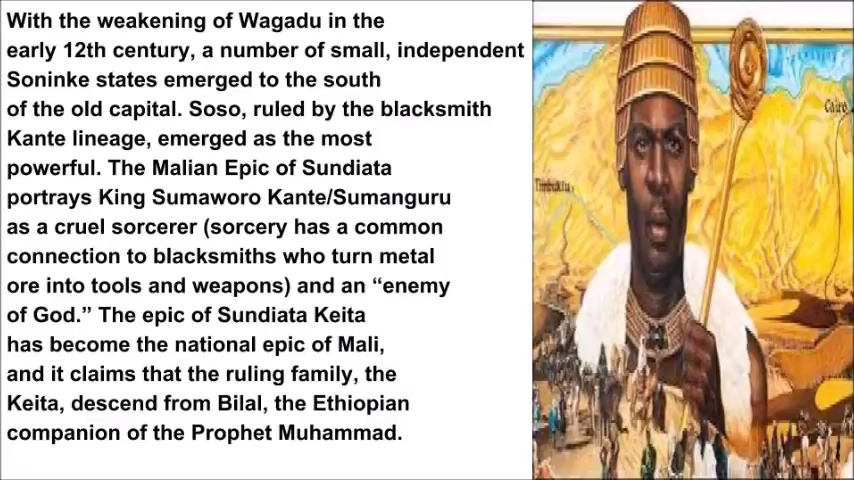 With the weakening of Wagadu in the
early 12th century, a number of small, independent
Soninke states emerged to the south
of the old capital. Soso, ruled by the blacksmith
Kante lineage, emerged as the most
powerful. The Malian Epic of Sundiata
portrays King Sumaworo Kante/Sumanguru
as a cruel sorcerer (sorcery has a common
connection to blacksmiths who turn metal
ore into tools and weapons) and an “enemy
of God.” The epic of Sundiata Keita
has become the national epic of Mali,
and it claims that the ruling family, the
Keita, descend from Bilal, the Ethiopian
companion of the Prophet Muhammad.
Cairo
Timbuktu